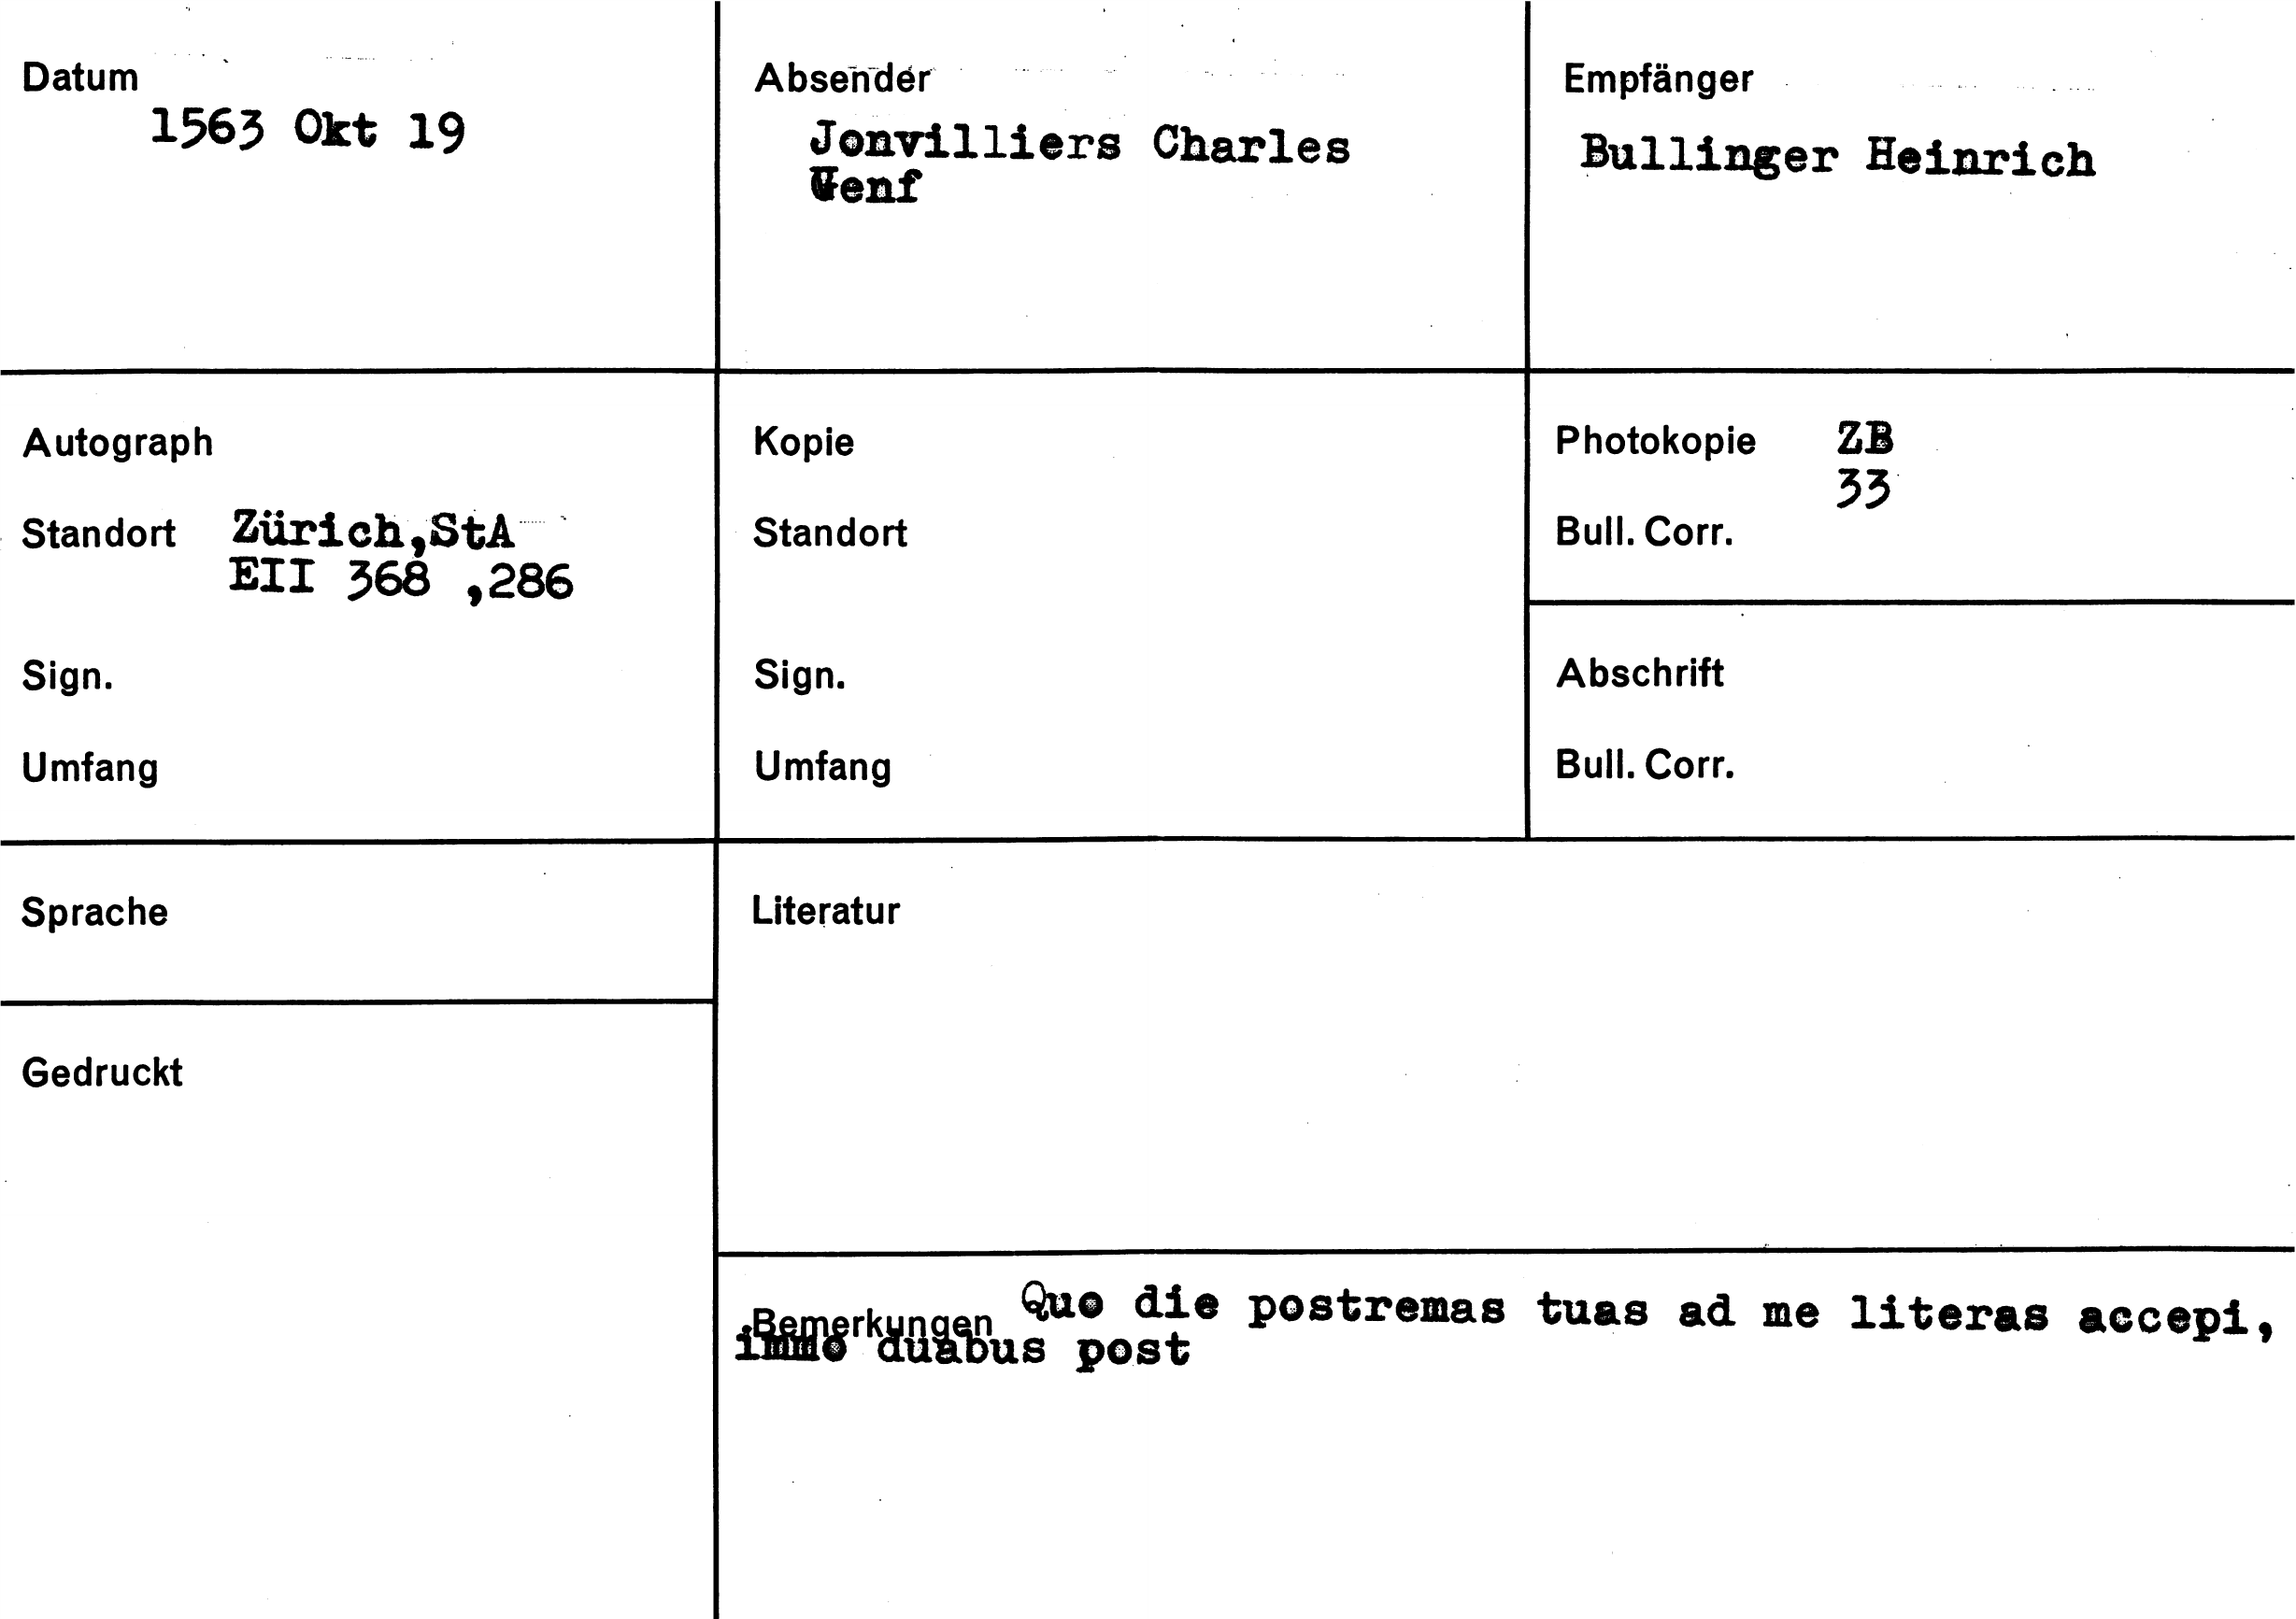 Datum
1563 Okt 19
Absender
Jonvilliers Charles
Genf
Empfänger
Bullinger Heinrich
Autograph
Standort Zürich,StA
EII 368 ,286
Sign.
Umfang
Kopie
Standort
Sign.
Umfang
Photokopie ZB
33
Bull. Corr.
Abschrift
Bull. Corr.
Sprache
Literatur
Gedruckt
Bemerkungen Quo die postremas tuas ad me literas accepi,
immo duabus post